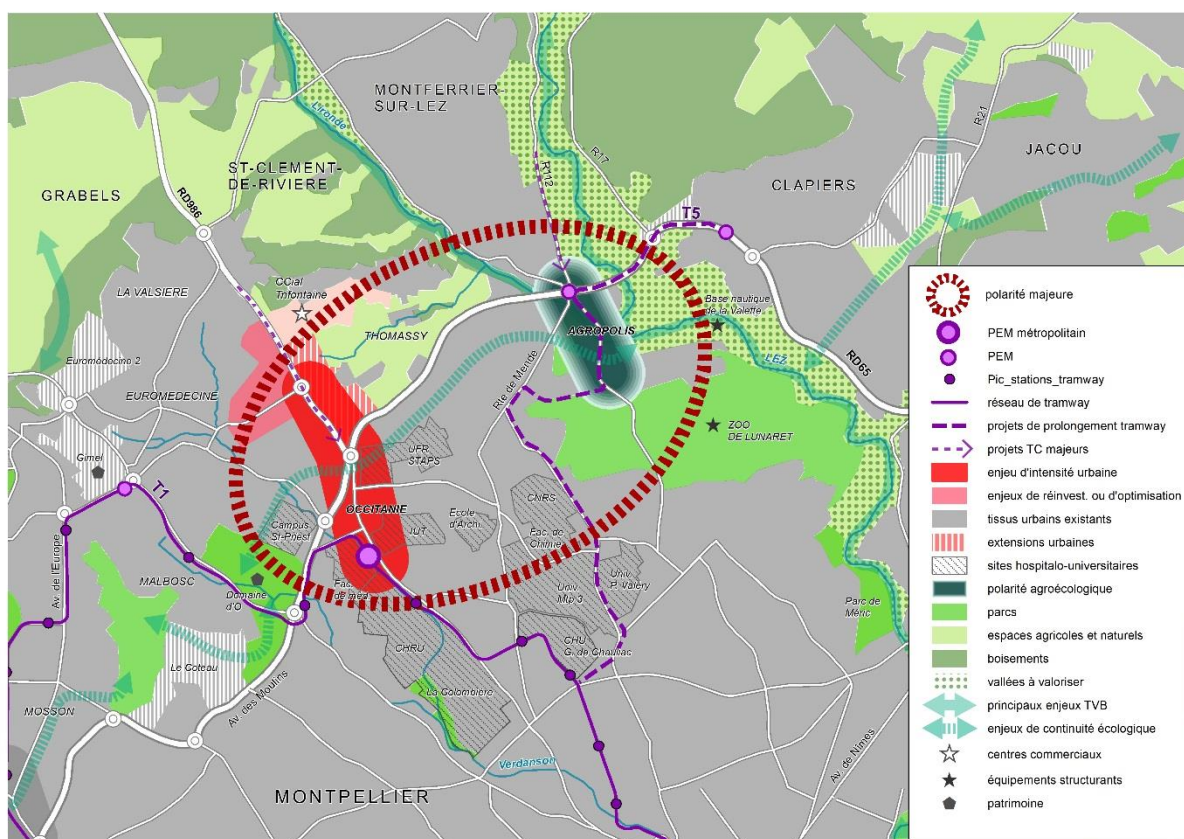 MONTFERRIER-
SUR-LEZ
Lironde
ST-CLEMENT-
DE-RIVIERE
GRABELS
RD986
R112
R17
R21
JACOU
CLAPIERS
T5
LA VALSIERE
CCial
Trifontaine
THOMASSY
AGROPOLIS
Base nautique
de la Valette
LEZ
RD65
Euromédecine 2
EUROMEDECINE
Rte de Mende
ZOO
DE LUNARET
Gimel
T1
UFR
STAPS
OCCITANIE
CNRS
Campus
St-Priest
IUT
Ecole
d'Archi
Fac. de
Chimie
Av. de l'Europe
MALBOSC
Domaine
d'O
Fac.
de méd
Univ.
Mtp 3
Univ.
P. Valéry
Parc de
Méric
CHRU
CHU
G. de Chauliac
Le Coteau
La Colombière
MOSSON
Av. des Moulins
Verdanson
Av. de Nîmes
MONTPELLIER
polarité majeure
PEM métropolitain
PEM
Pic_stations_tramway
réseau de tramway
projets de prolongement tramway
projets TC majeurs
enjeu d'intensité urbaine
enjeux de réinvest. ou d'optimisation
tissus urbains existants
extensions urbaines
sites hospitalo-universitaires
polarité agroécologique
parcs
espaces agricoles et naturels
boisements
vallées à valoriser
principaux enjeux TVB
enjeux de continuité écologique
centres commerciaux
équipements structurants
patrimoine